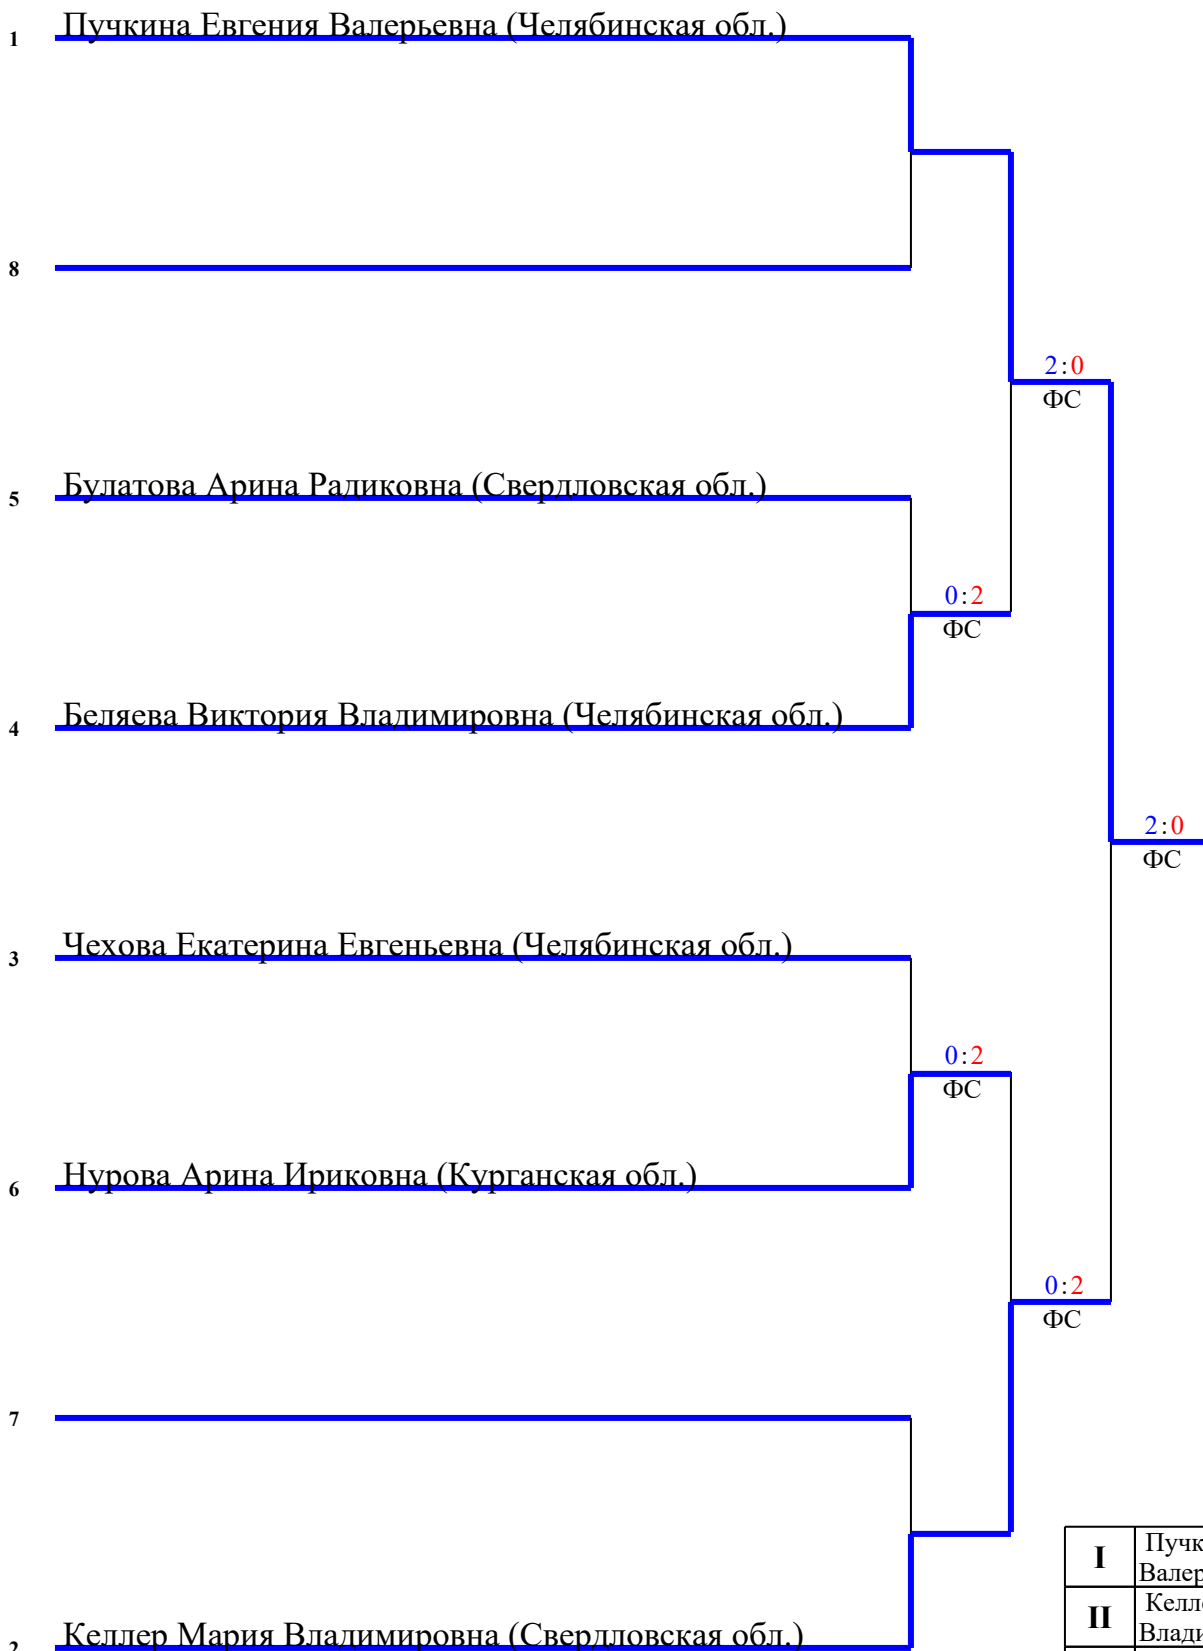 1 Пучкина Евгения Валерьевна (Челябинская обл.)
8
2:0
ФС
5 Булатова Арина Радиковна (Свердловская обл.)
0:2
ФС
4 Беляева Виктория Владимировна (Челябинская обл.)
2:0
ФС
3 Чехова Екатерина Евгеньевна (Челябинская обл.)
0:2
ФС
6 Нурова Арина Ириковна (Курганская обл.)
0:2
ФС
7
I
II
2 Келлер Мария Владимировна (Свердловская обл.)